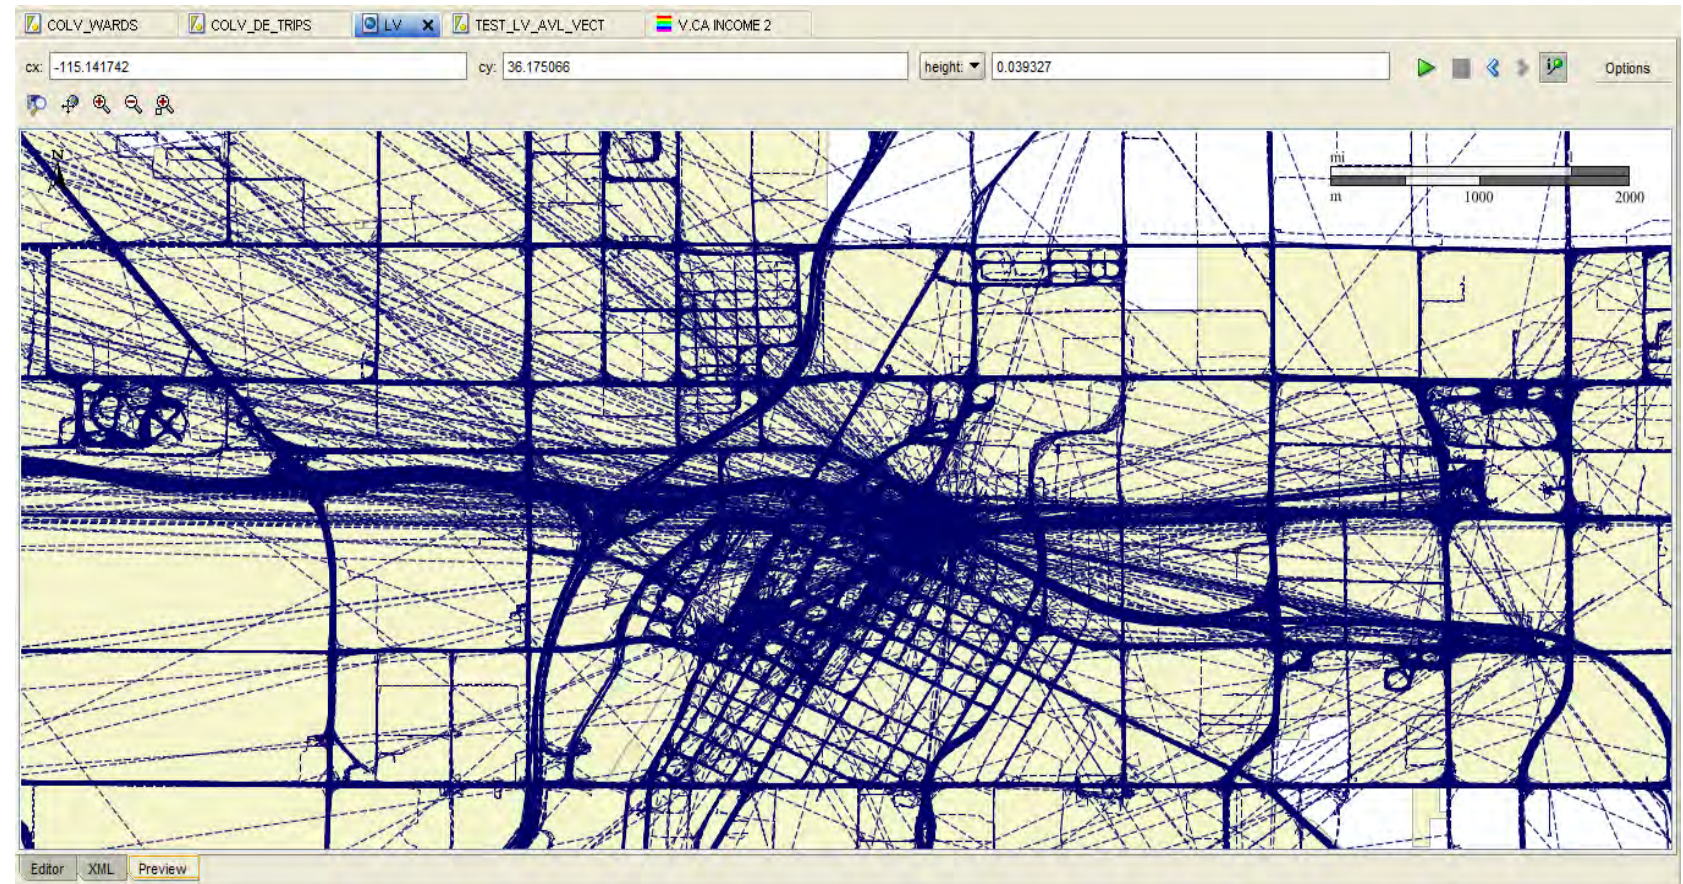 COLV_WARDS COLV_DE_TRIPS LV TEST_LV_AVL_VECT V.CA INCOME 2
cx: -115.141742 cy: 36.175066 height: 0.039327 Options
N
mi 1
m 1000 2000
Editor XML Preview